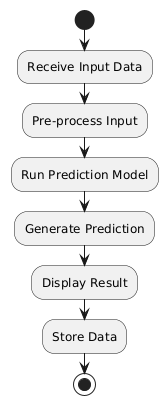 Receive Input Data
Pre-process Input
Run Prediction Model
Generate Prediction
Display Result
Store Data